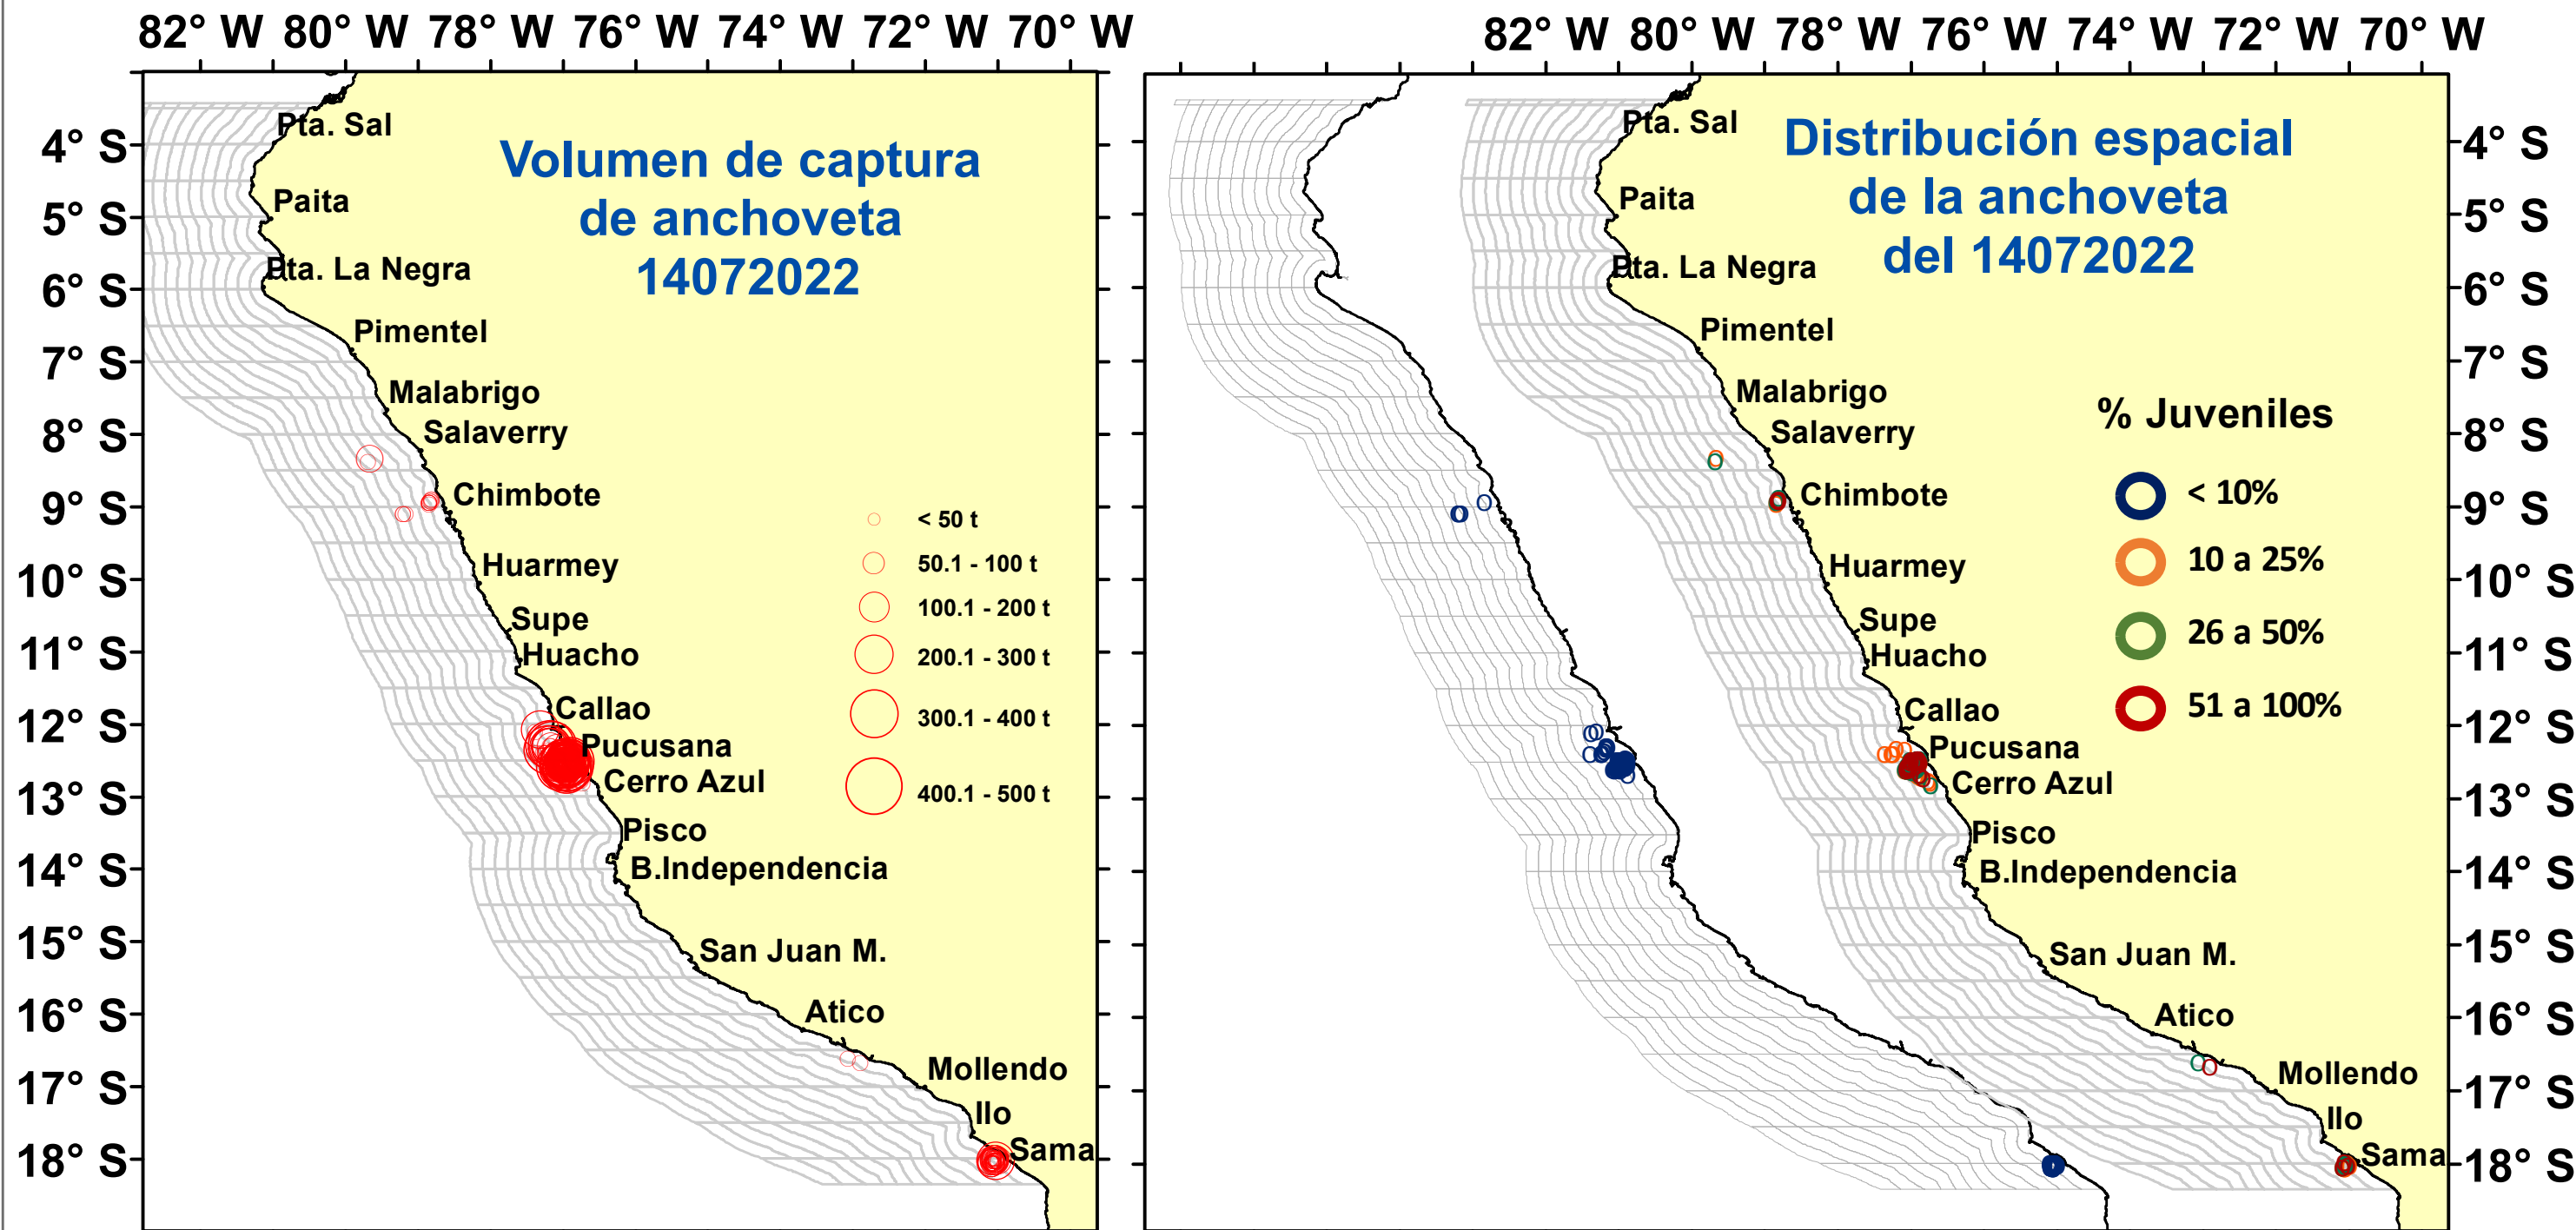 82° W 80° W 78° W 76° W 74° W 72° W 70° W
4° S
5° S
6° S
7° S
8° S
9° S
10° S
11° S
12° S
13° S
14° S
15° S
16° S
17° S
18° S
Volumen de captura
de anchoveta
14072022
Pta. Sal
Paita
Pta. La Negra
Pimentel
Malabrigo
Salaverry
Chimbote
Huarmey
Supe
Huacho
Callao
Pucusana
Cerro Azul
Pisco
B.Independencia
San Juan M.
Atico
Mollendo
Ilo
Sama
< 50 t
50.1 - 100 t
100.1 - 200 t
200.1 - 300 t
300.1 - 400 t
400.1 - 500 t
82° W 80° W 78° W 76° W 74° W 72° W 70° W
Distribución espacial
de la anchoveta
del 14072022
Pta. Sal
Paita
Pta. La Negra
Pimentel
Malabrigo
Salaverry
Chimbote
Huarmey
Supe
Huacho
Callao
Pucusana
Cerro Azul
Pisco
B.Independencia
San Juan M.
Atico
Mollendo
Ilo
Sama
% Juveniles
< 10%
10 a 25%
26 a 50%
51 a 100%
4° S
5° S
6° S
7° S
8° S
9° S
10° S
11° S
12° S
13° S
14° S
15° S
16° S
17° S
18° S